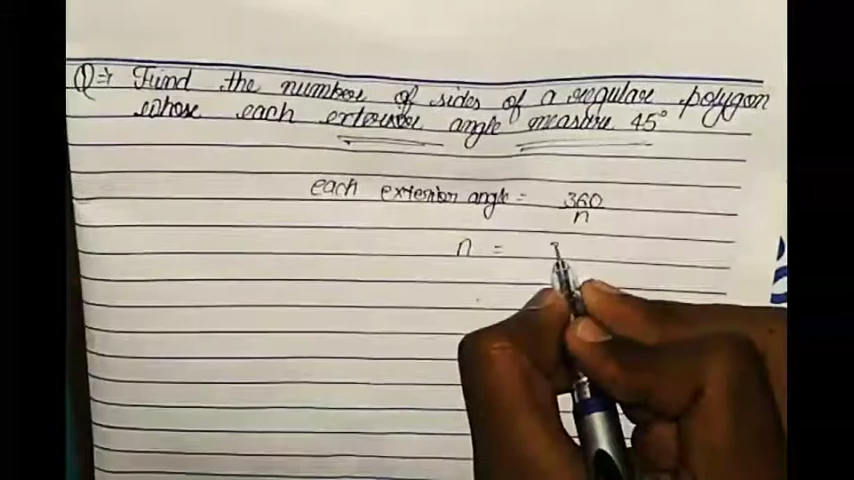 Q⇒ Find the number of sides of a regular polygon
whose each exterior angle measure 45°
each exterior angle = 360
n
n =